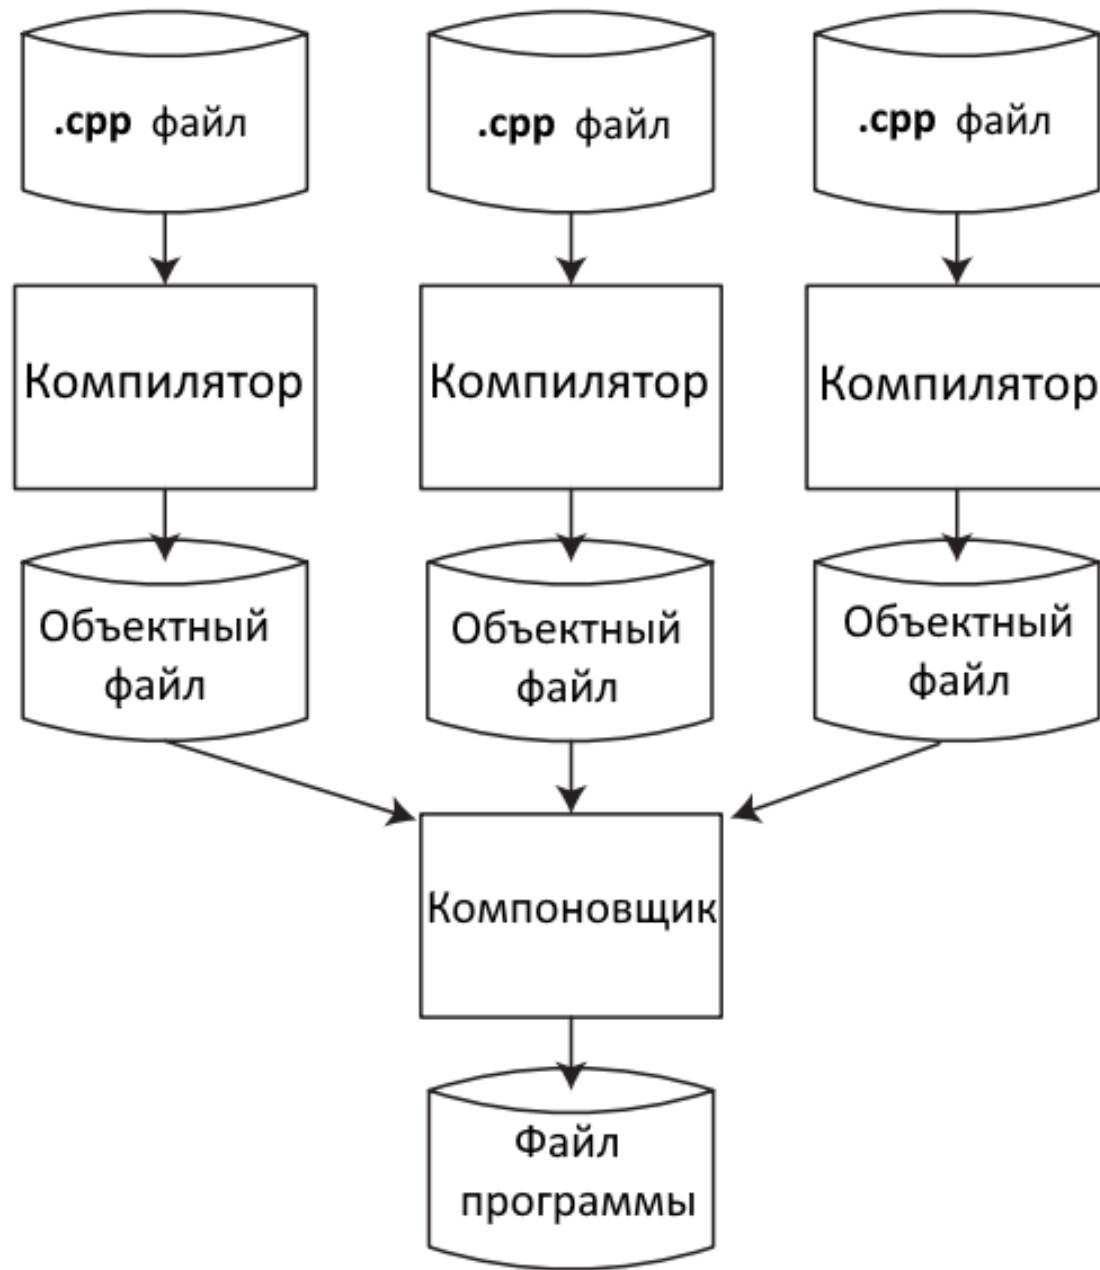 .cpp файл
.cpp файл
.cpp файл
Компилятор
Компилятор
Компилятор
Объектный
файл
Объектный
файл
Объектный
файл
Компоновщик
Файл
программы